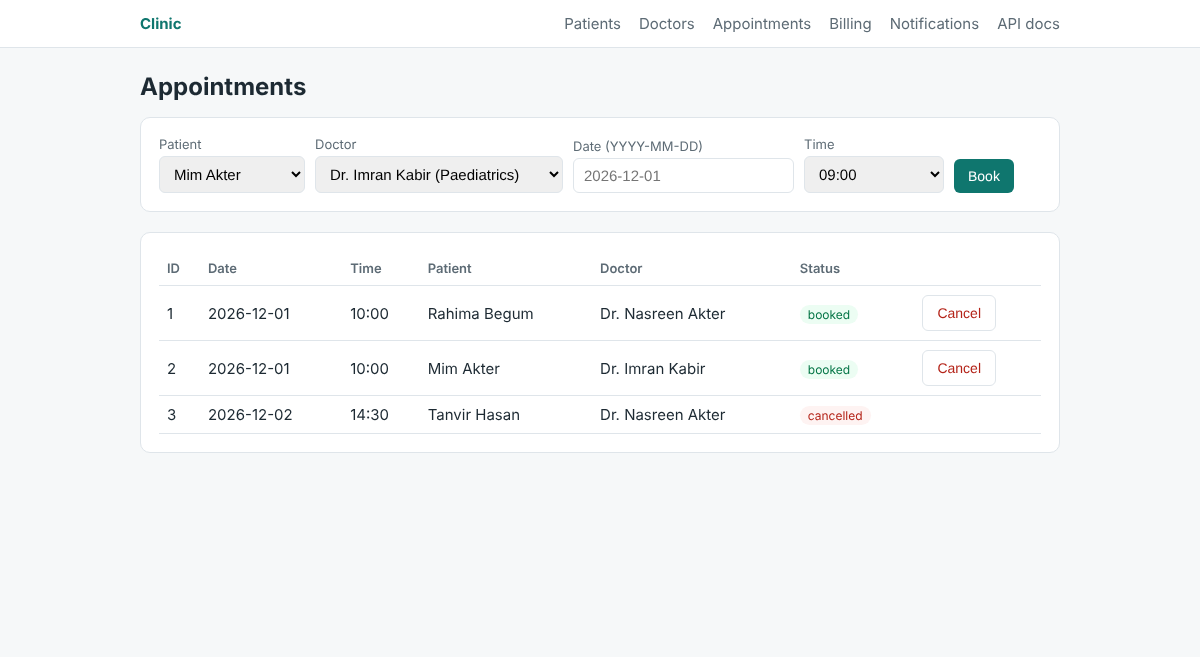 Clinic Patients Doctors Appointments Billing Notifications API docs
Appointments
Patient Doctor Date (YYYY-MM-DD) Time
Mim Akter Dr. Imran Kabir (Paediatrics) 2026-12-01 09:00 Book
ID Date Time Patient Doctor Status
1 2026-12-01 10:00 Rahima Begum Dr. Nasreen Akter booked Cancel
2 2026-12-01 10:00 Mim Akter Dr. Imran Kabir booked Cancel
3 2026-12-02 14:30 Tanvir Hasan Dr. Nasreen Akter cancelled